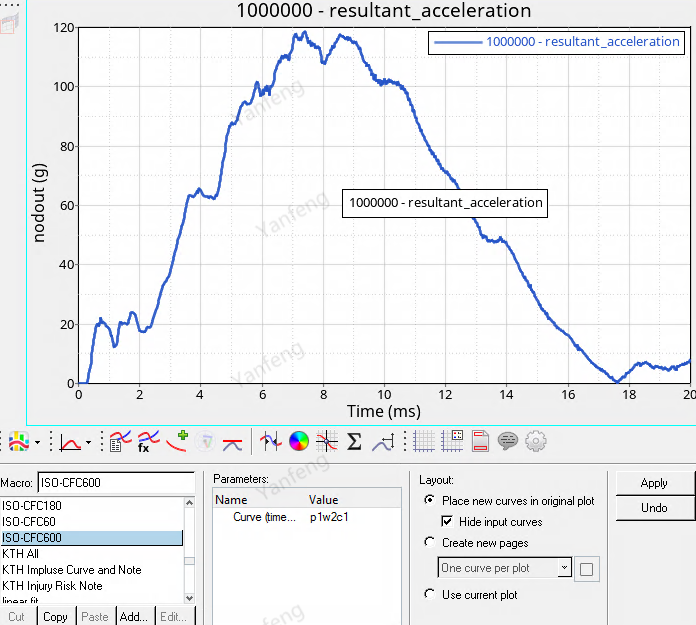 1000000 - resultant_acceleration
120
1000000 - resultant_acceleration
100
Yanfeng
80
nodout (g)
60
1000000 - resultant_acceleration
Yanfeng
40
20
Yanfeng
0
0 2 4 6 8 10 12 14 16 18 20
Time (ms)
fx
Σ
Yanfeng
Macro: ISO-CFC600
ISO-CFC180
ISO-CFC60
ISO-CFC600
KTH All
KTH Impluse Curve and Note
KTH Injury Risk Note
linear fit
Cut Copy Paste Add... Edit...
Parameters:
Name Value
Curve (time... p1w2c1
Yanfeng
Layout:
Place new curves in original plot
Hide input curves
Create new pages
One curve per plot
Use current plot
Apply
Undo